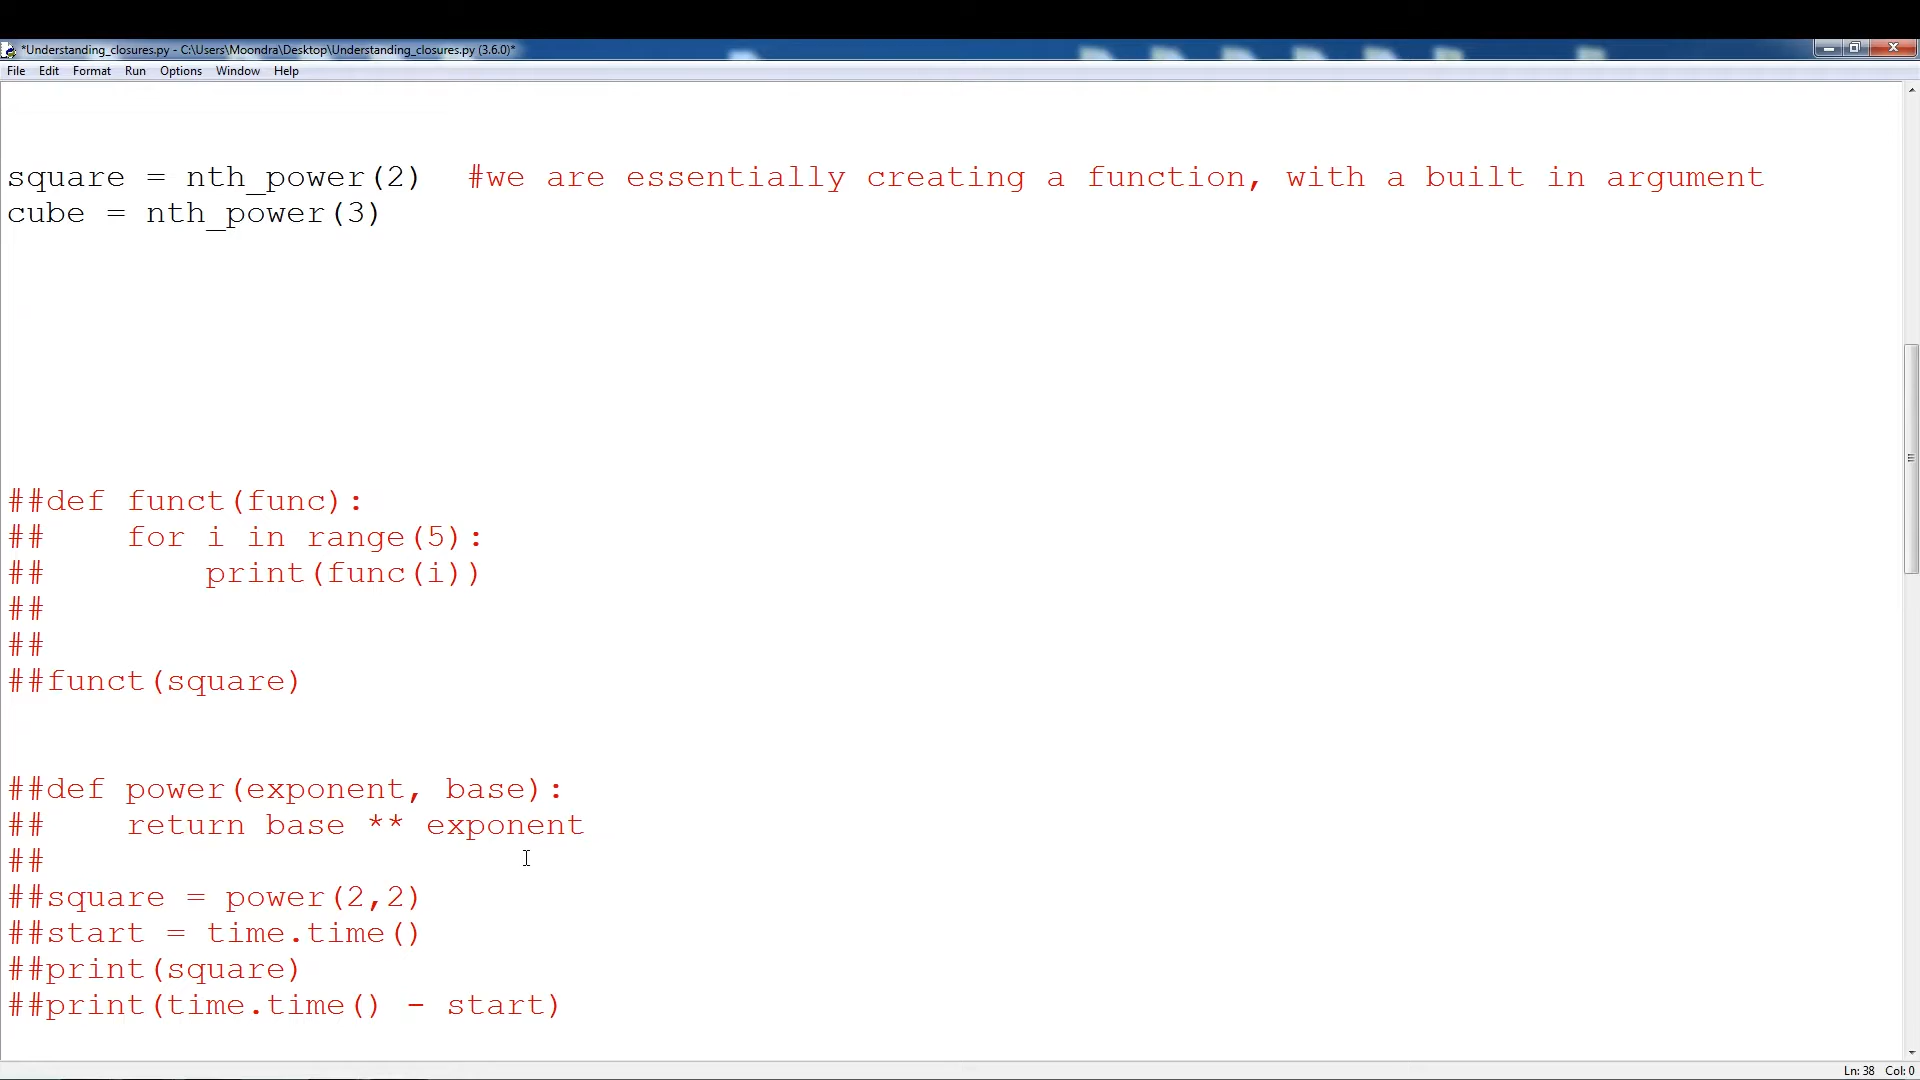 *Understanding_closures.py - C:\Users\Moondra\Desktop\Understanding_closures.py (3.6.0)*
File Edit Format Run Options Window Help
square = nth_power(2) #we are essentially creating a function, with a built in argument
cube = nth_power(3)
##def funct(func):
## for i in range(5):
## print(func(i))
##
##
##funct(square)
##def power(exponent, base):
## return base ** exponent
##
##square = power(2,2)
##start = time.time()
##print(square)
##print(time.time() - start)
Ln: 38 Col: 0